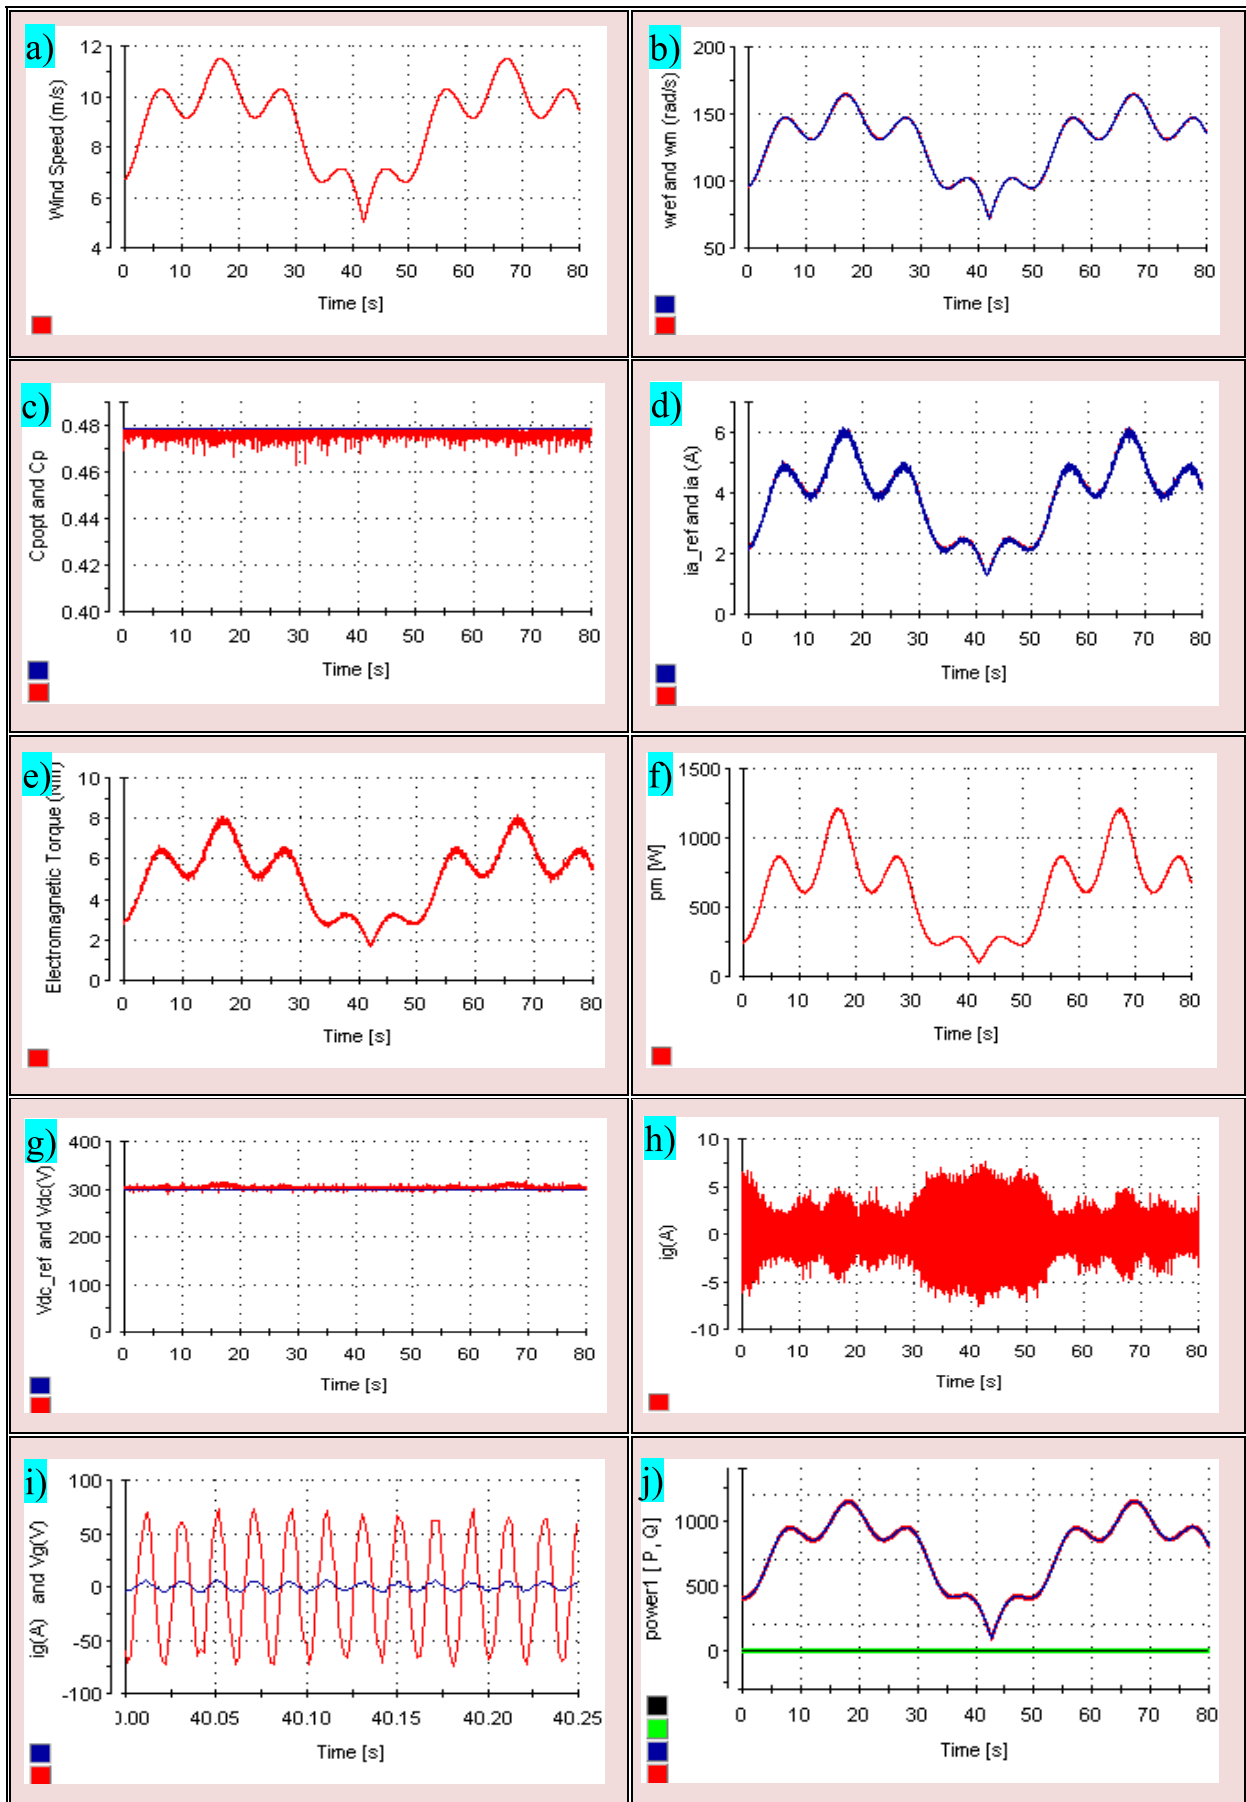 a)
Wind Speed (m/s)
12
10
8
6
4
0 10 20 30 40 50 60 70 80
Time [s]
b)
wref and wm (rad/s)
200
150
100
50
0 10 20 30 40 50 60 70 80
Time [s]
c)
Cpopt and Cp
0.48
0.46
0.44
0.42
0.40
0 10 20 30 40 50 60 70 80
Time [s]
d)
ia_ref and ia (A)
6
4
2
0
0 10 20 30 40 50 60 70 80
Time [s]
e)
Electromagnetic Torque (Nm)
10
8
6
4
2
0
0 10 20 30 40 50 60 70 80
Time [s]
f)
pm [W]
1500
1000
500
0
0 10 20 30 40 50 60 70 80
Time [s]
g)
Vdc_ref and Vdc(V)
400
300
200
100
0
0 10 20 30 40 50 60 70 80
Time [s]
h)
ig(A)
10
5
0
-5
-10
0 10 20 30 40 50 60 70 80
Time [s]
i)
ig(A) and Vg(V)
100
50
0
-50
-100
0.00 40.05 40.10 40.15 40.20 40.25
Time [s]
j)
power1 [ P, Q]
1000
500
0
0 10 20 30 40 50 60 70 80
Time [s]